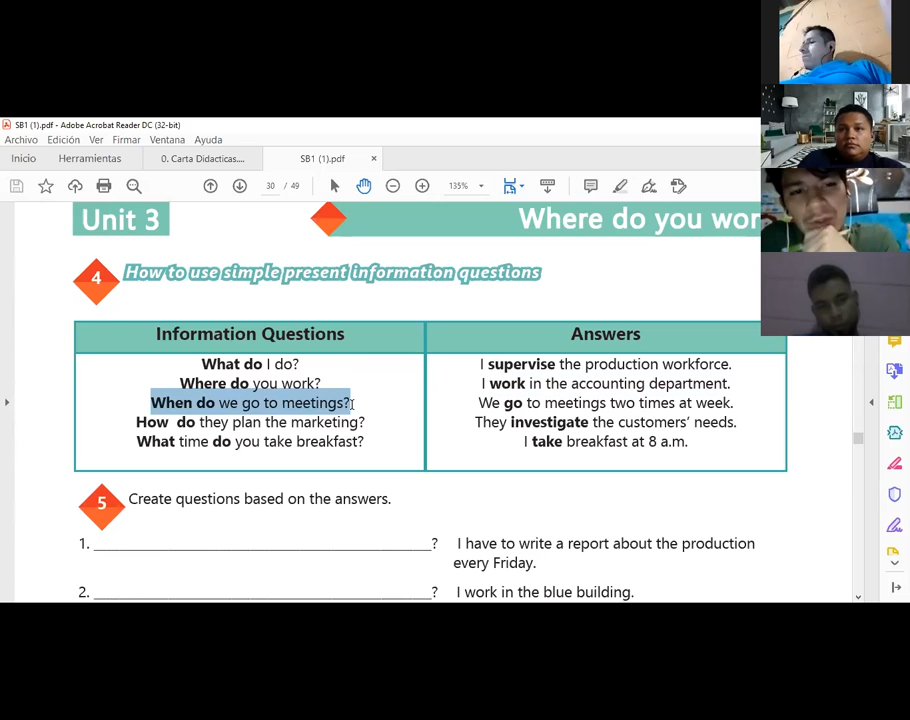 SB1 (1).pdf - Adobe Acrobat Reader DC (32-bit)
Archivo Edición Ver Firmar Ventana Ayuda
Inicio Herramientas 0. Carta Didacticas.... SB1 (1).pdf ×
30 / 49 135%
Unit 3 Where do you wor
4 How to use simple present information questions
Information Questions Answers
What do I do? I supervise the production workforce.
Where do you work? I work in the accounting department.
When do we go to meetings? We go to meetings two times at week.
How do they plan the marketing? They investigate the customers' needs.
What time do you take breakfast? I take breakfast at 8 a.m.
5 Create questions based on the answers.
1. ______________________________________? I have to write a report about the production
every Friday.
2. ______________________________________? I work in the blue building.